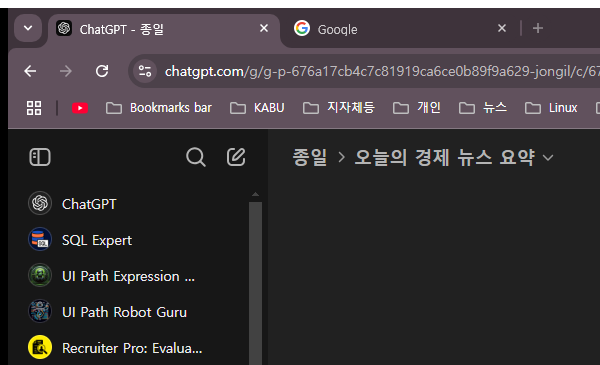 ChatGPT - 종일
Google
chatgpt.com/g/g-p-676a17cb4c7c81919ca6ce0b89f9a629-jongil/c/67
Bookmarks bar KABU 지자체등 개인 뉴스 Linux
종일 > 오늘의 경제 뉴스 요약
ChatGPT
SQL Expert
UI Path Expression ...
UI Path Robot Guru
Recruiter Pro: Evalua...